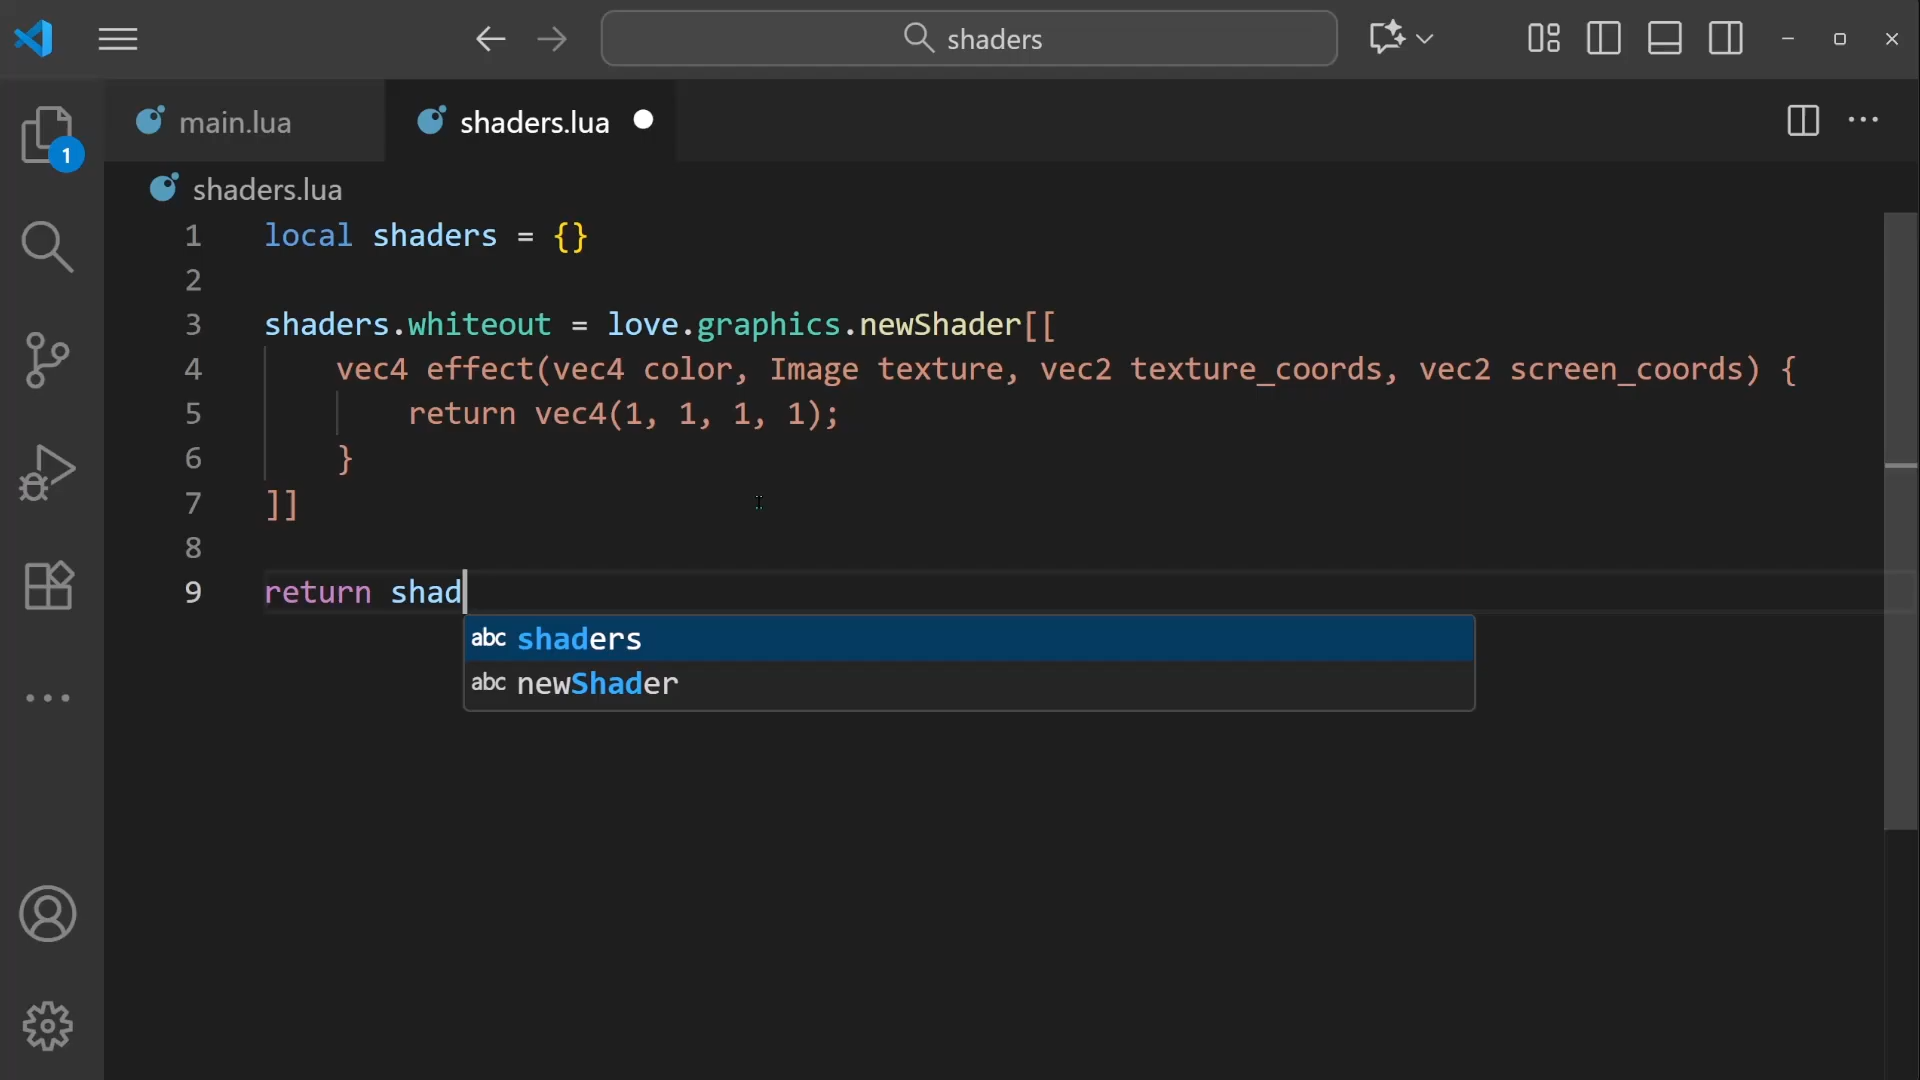 shaders
main.lua
shaders.lua
1
shaders.lua
1 local shaders = {}
2
3 shaders.whiteout = love.graphics.newShader[[
4 vec4 effect(vec4 color, Image texture, vec2 texture_coords, vec2 screen_coords) {
5 return vec4(1, 1, 1, 1);
6 }
7 ]]
8
9 return shad
abc shaders
abc newShader